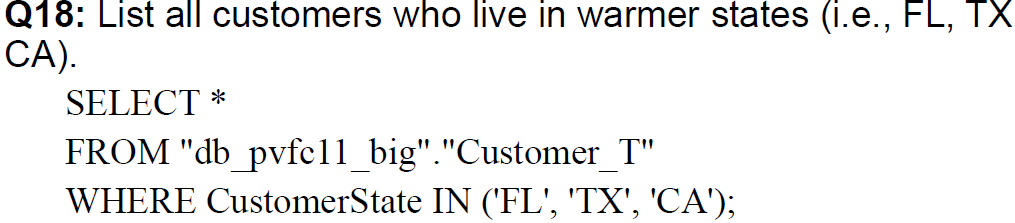 Q18: List all customers who live in warmer states (i.e., FL, TX
CA).
SELECT *
FROM "db_pvfc11_big"."Customer_T"
WHERE CustomerState IN ('FL', 'TX', 'CA');